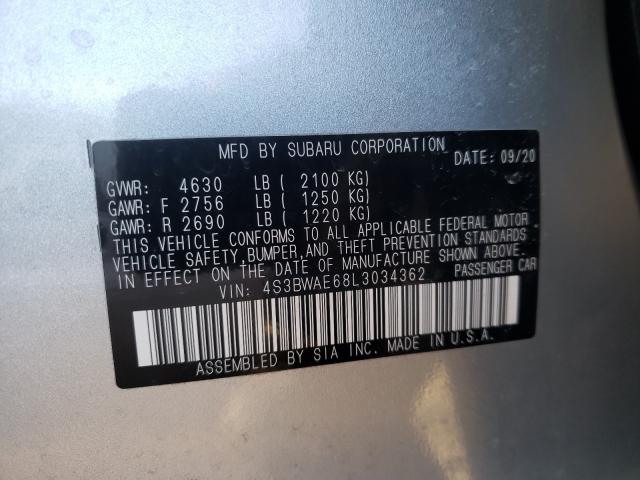 MFD BY SUBARU CORPORATION DATE: 09/20
GVWR: 4630 LB ( 2100 KG)
GAWR: F 2756 LB ( 1250 KG)
GAWR: R 2690 LB ( 1220 KG)
THIS VEHICLE CONFORMS TO ALL APPLICABLE FEDERAL MOTOR
VEHICLE SAFETY,BUMPER,AND THEFT PREVENTION STANDARDS
IN EFFECT ON THE DATE OF MANUFACTURE SHOWN ABOVE.
VIN: 4S3BWAE68L3034362 PASSENGER CAR
ASSEMBLED BY SIA INC. MADE IN U.S.A.